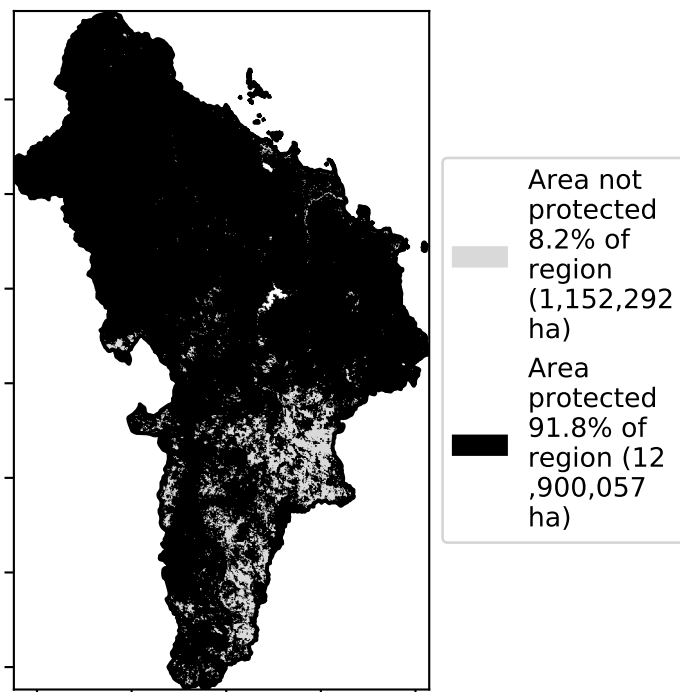 Area not
protected
8.2% of
region
(1,152,292
ha)
Area
protected
91.8% of
region (12
,900,057
ha)